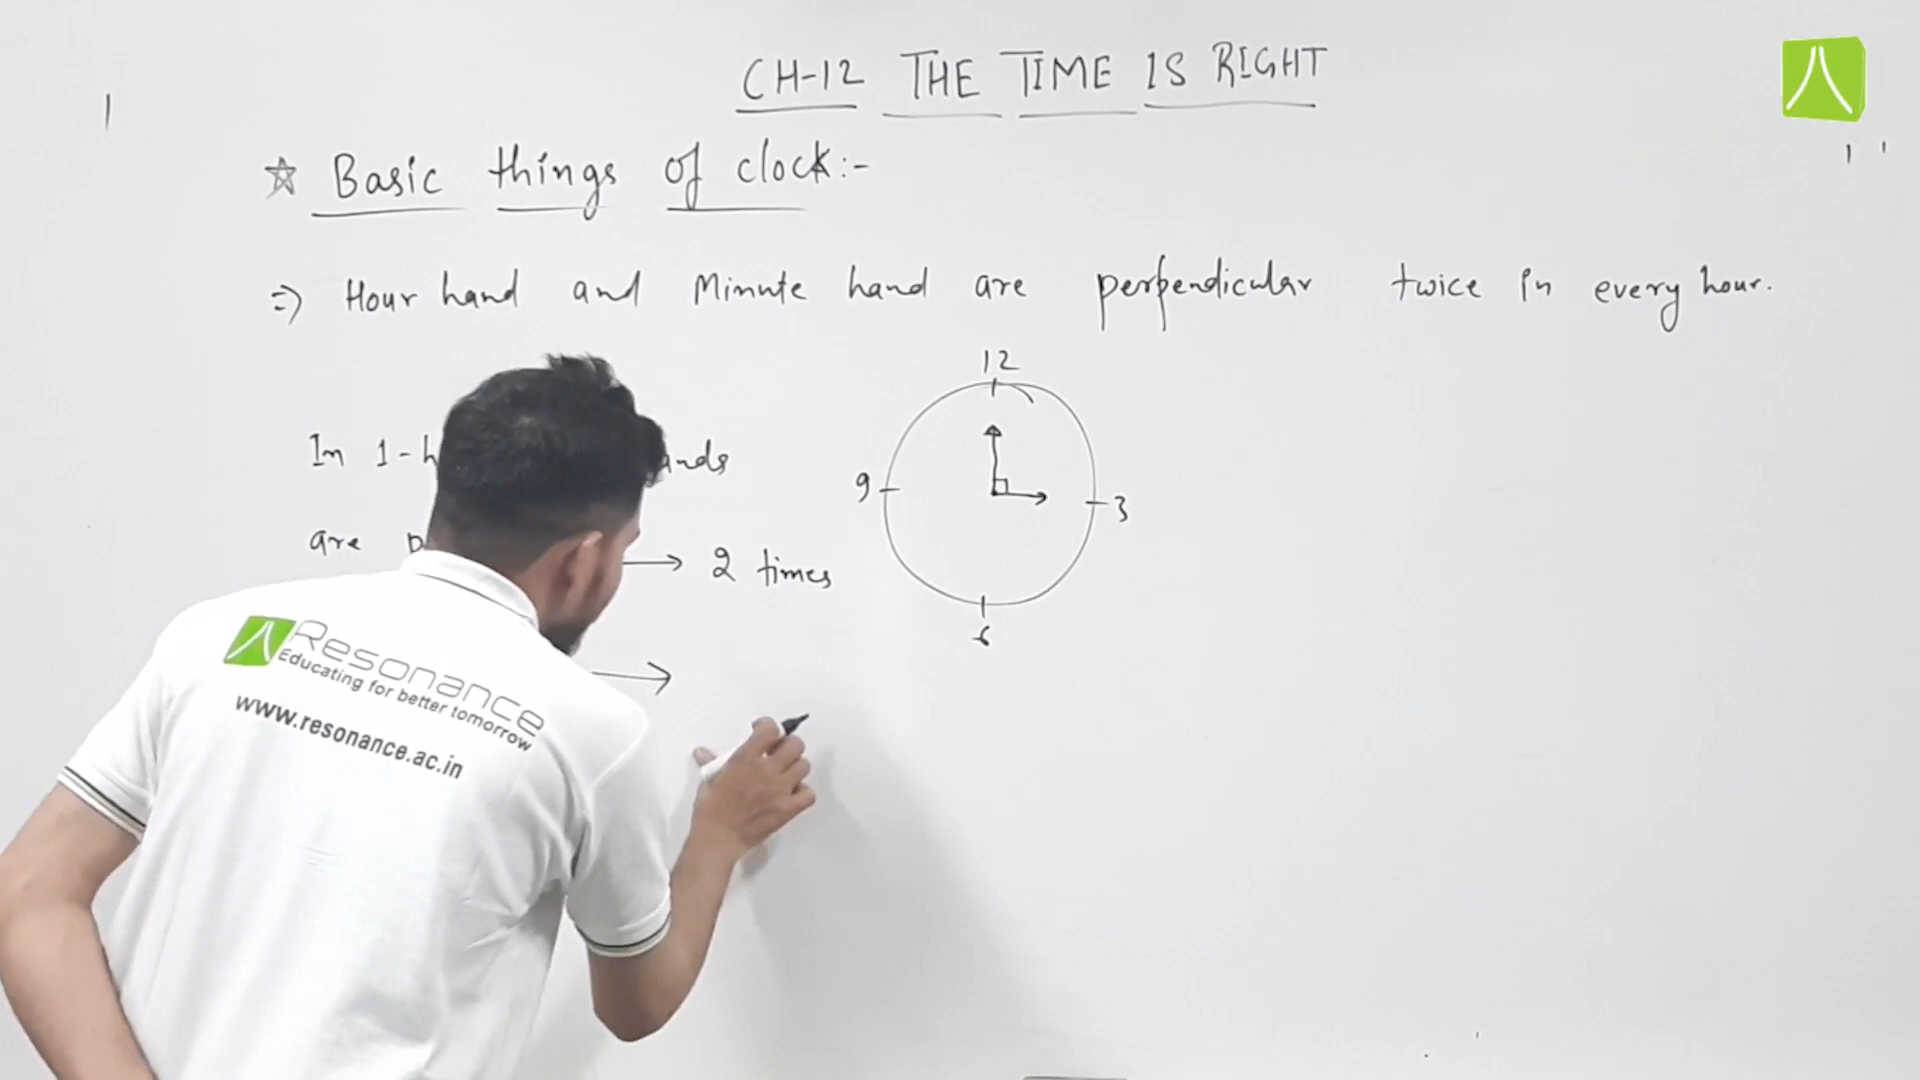 CH-12 THE TIME IS RIGHT
☆ Basic things of clock:-
⇒ Hour hand and Minute hand are perpendicular twice in every hour.
12
In 1-h
9
3
are
→ 2 times
6
→
Resonance
Educating for better tomorrow
www.resonance.ac.in